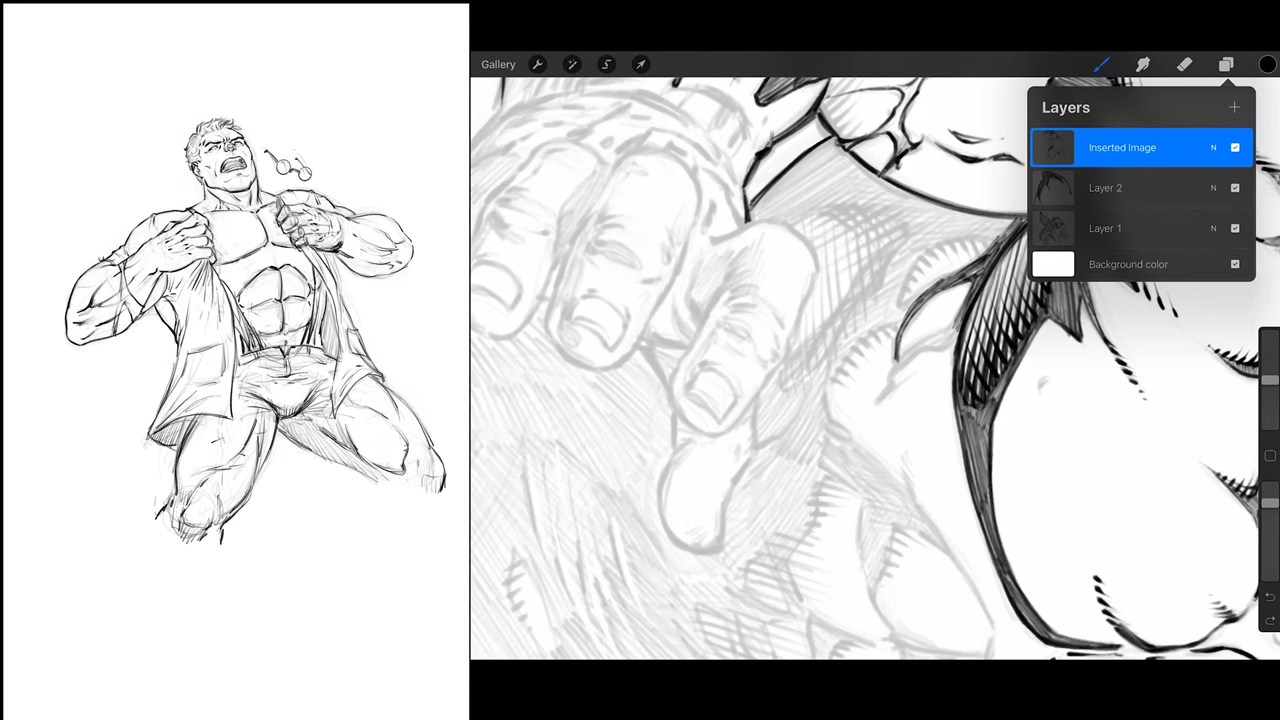 Gallery
Layers
Inserted Image N
Layer 2 N
Layer 1 N
Background color